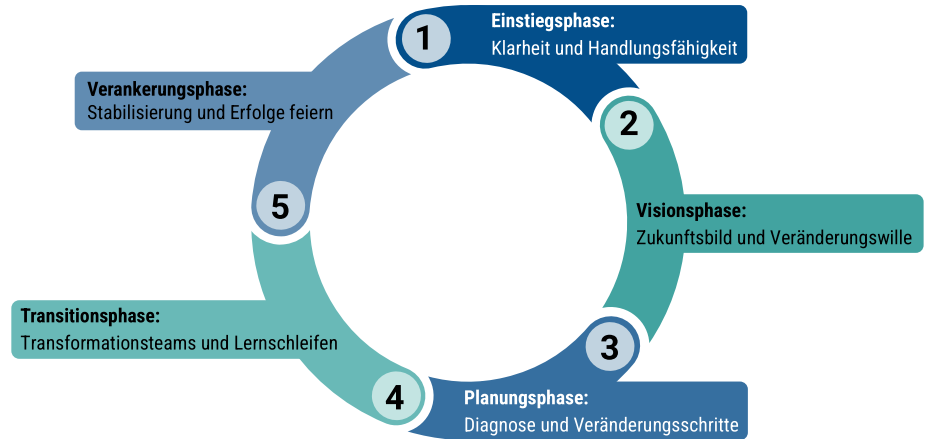 1
Einstiegsphase:
Klarheit und Handlungsfähigkeit
2
Visionsphase:
Zukunftsbild und Veränderungswille
3
Planungsphase:
Diagnose und Veränderungsschritte
4
Transitionsphase:
Transformationsteams und Lernschleifen
5
Verankerungsphase:
Stabilisierung und Erfolge feiern